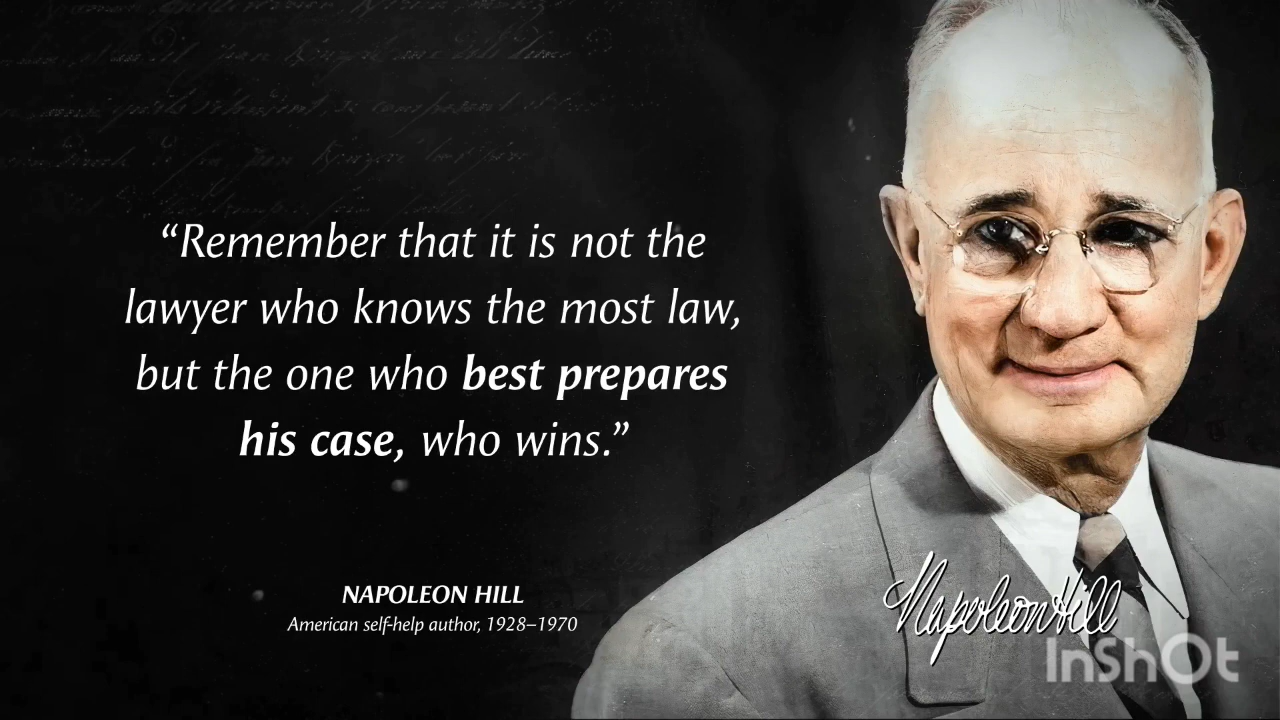 “Remember that it is not the
lawyer who knows the most law,
but the one who best prepares
his case, who wins.”
NAPOLEON HILL
American self-help author, 1928–1970
Napoleon Hill
InShOt